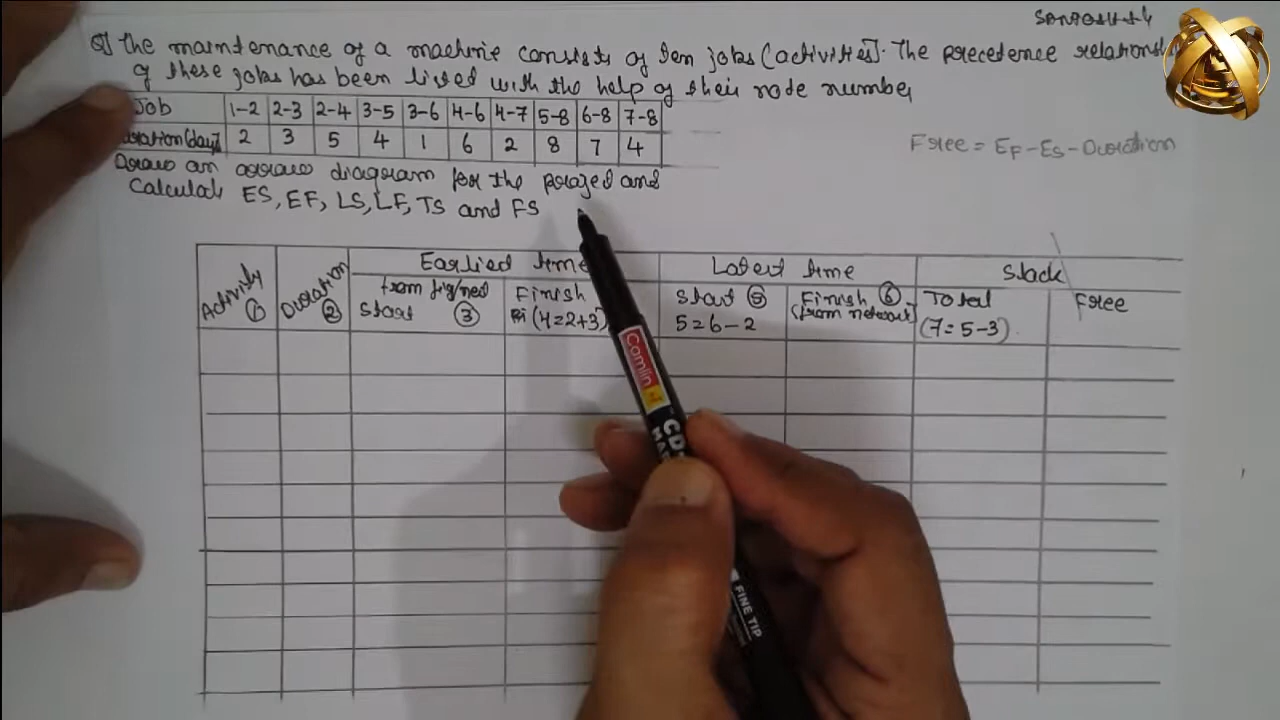 Q) The maintenance of a machine consists of ten jobs (activities). The precedence relations
of these jobs has been listed with the help of their node number
Job 1-2 2-3 2-4 3-5 3-6 4-6 4-7 5-8 6-8 7-8
Duration(days) 2 3 5 4 1 6 2 8 7 4
Free = EF-ES-Duration
Draw an arrow diagram for the project and
Calculate ES, EF, LS, LF, TS and FS
Activity ① Duration ② Earlied time Latest time Slack
Start ③ Finish Start ⑤ Finish ⑥ Total Free
(4=2+3) 5=6-2 (from network) (7=5-3)
Camlin
FINE TIP